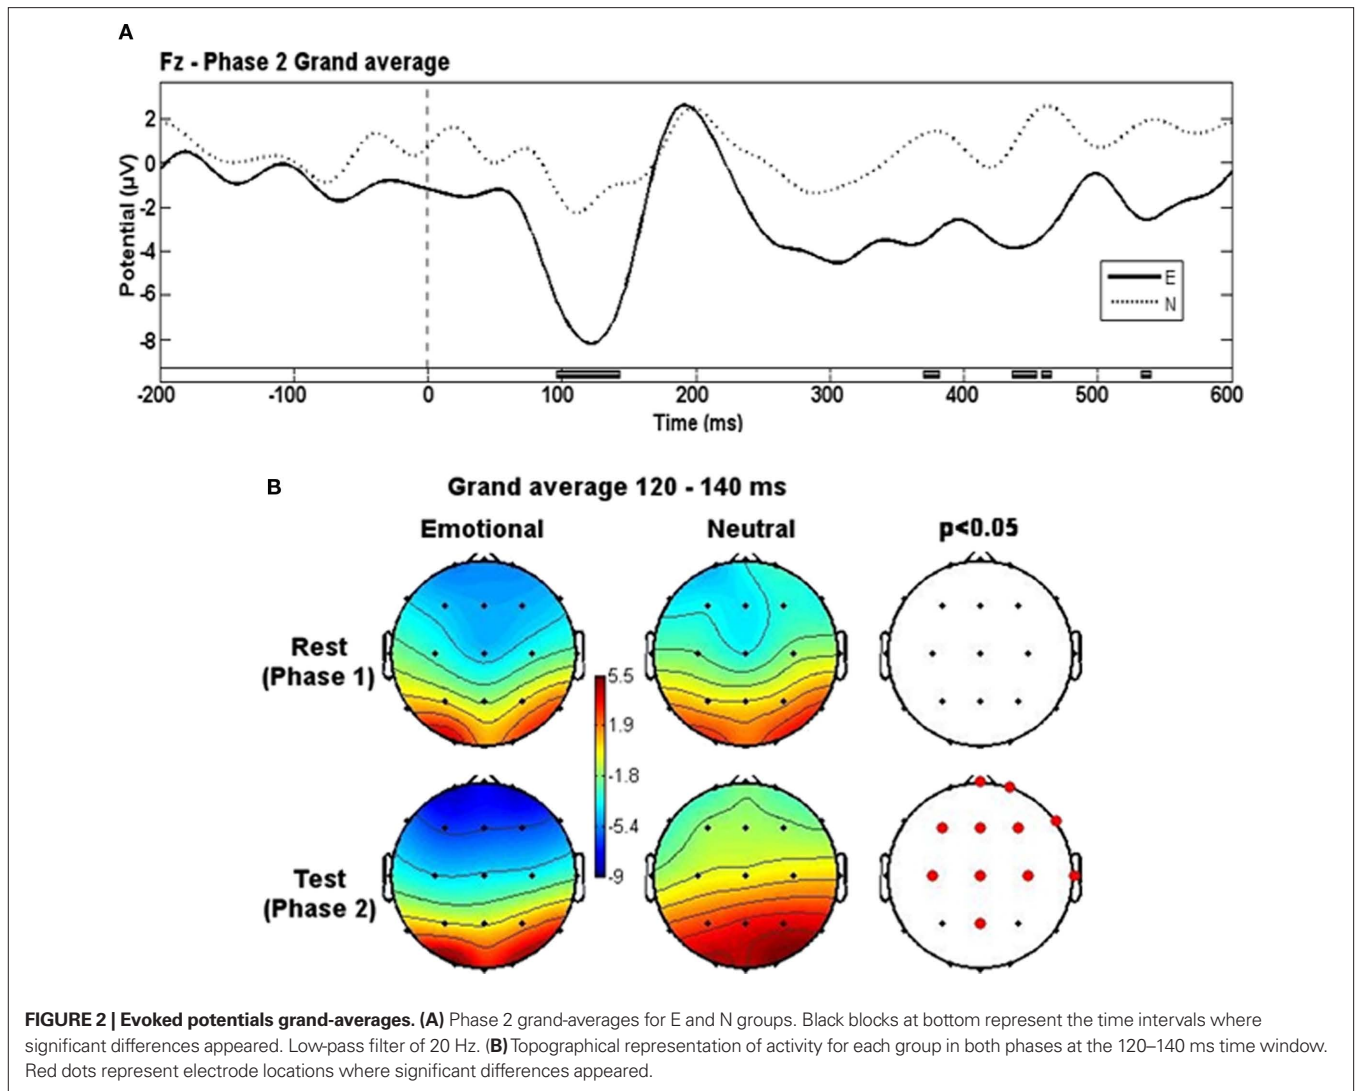 A
Fz - Phase 2 Grand average
Potential (µV)
2
0
-2
-4
-6
-8
E
N
-200 -100 0 100 200 300 400 500 600
Time (ms)
B
Grand average 120 - 140 ms
Emotional Neutral p<0.05
Rest
(Phase 1)
5.5
1.9
-1.8
-5.4
-9
Test
(Phase 2)
FIGURE 2 | Evoked potentials grand-averages. (A) Phase 2 grand-averages for E and N groups. Black blocks at bottom represent the time intervals where
significant differences appeared. Low-pass filter of 20 Hz. (B) Topographical representation of activity for each group in both phases at the 120–140 ms time window.
Red dots represent electrode locations where significant differences appeared.